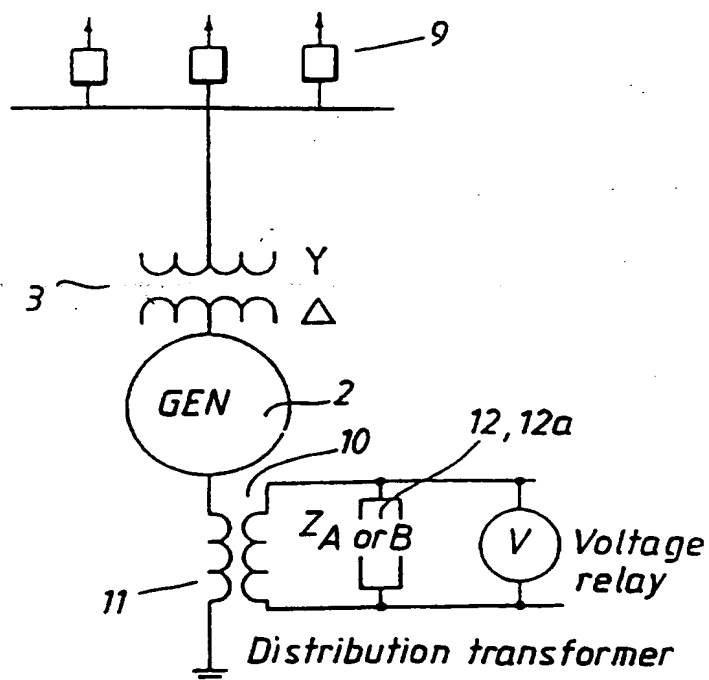 9
Y
3
Δ
GEN
2
12, 12a
10
Z_A or B
V
Voltage
relay
11
Distribution transformer